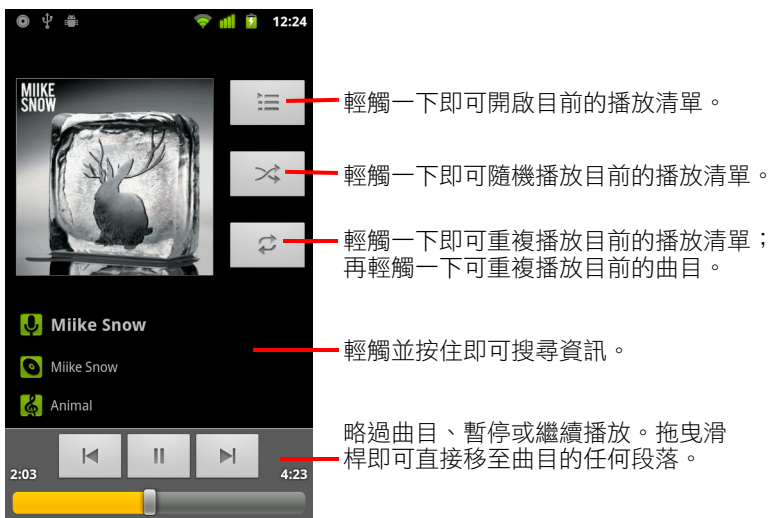 12:24
MIIKE
SNOW
輕觸一下即可開啟目前的播放清單。
輕觸一下即可隨機播放目前的播放清單。
輕觸一下即可重複播放目前的播放清單；
再輕觸一下可重複播放目前的曲目。
Miike Snow
輕觸並按住即可搜尋資訊。
Miike Snow
Animal
略過曲目、暫停或繼續播放。拖曳滑
桿即可直接移至曲目的任何段落。
2:03
4:23